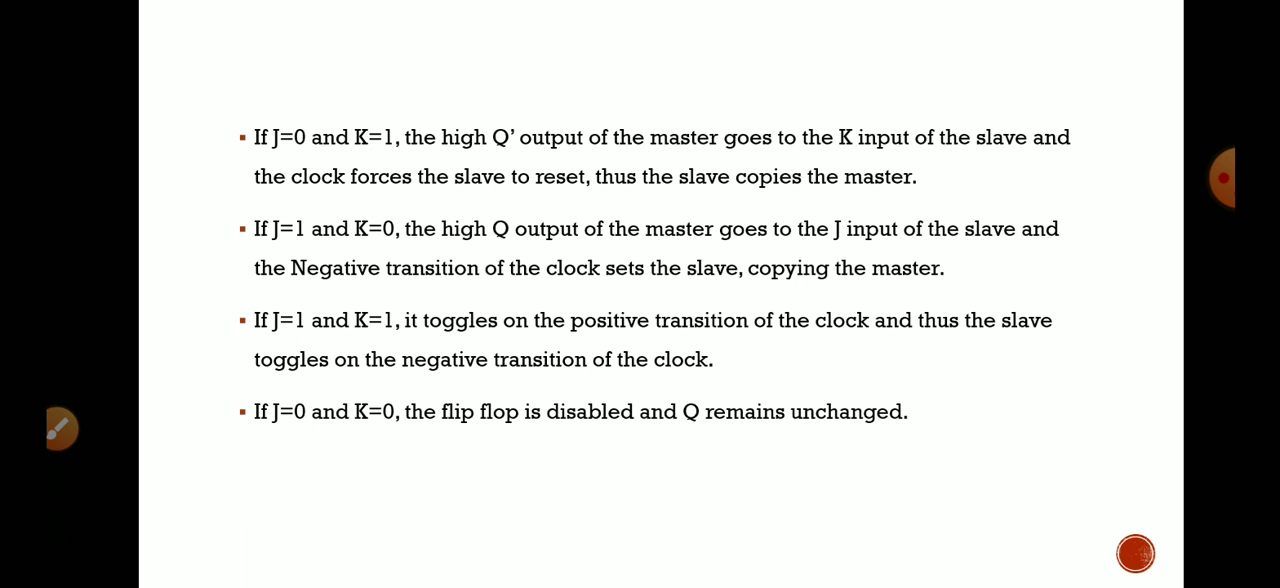 ▪ If J=0 and K=1, the high Q’ output of the master goes to the K input of the slave and
the clock forces the slave to reset, thus the slave copies the master.
▪ If J=1 and K=0, the high Q output of the master goes to the J input of the slave and
the Negative transition of the clock sets the slave, copying the master.
▪ If J=1 and K=1, it toggles on the positive transition of the clock and thus the slave
toggles on the negative transition of the clock.
▪ If J=0 and K=0, the flip flop is disabled and Q remains unchanged.